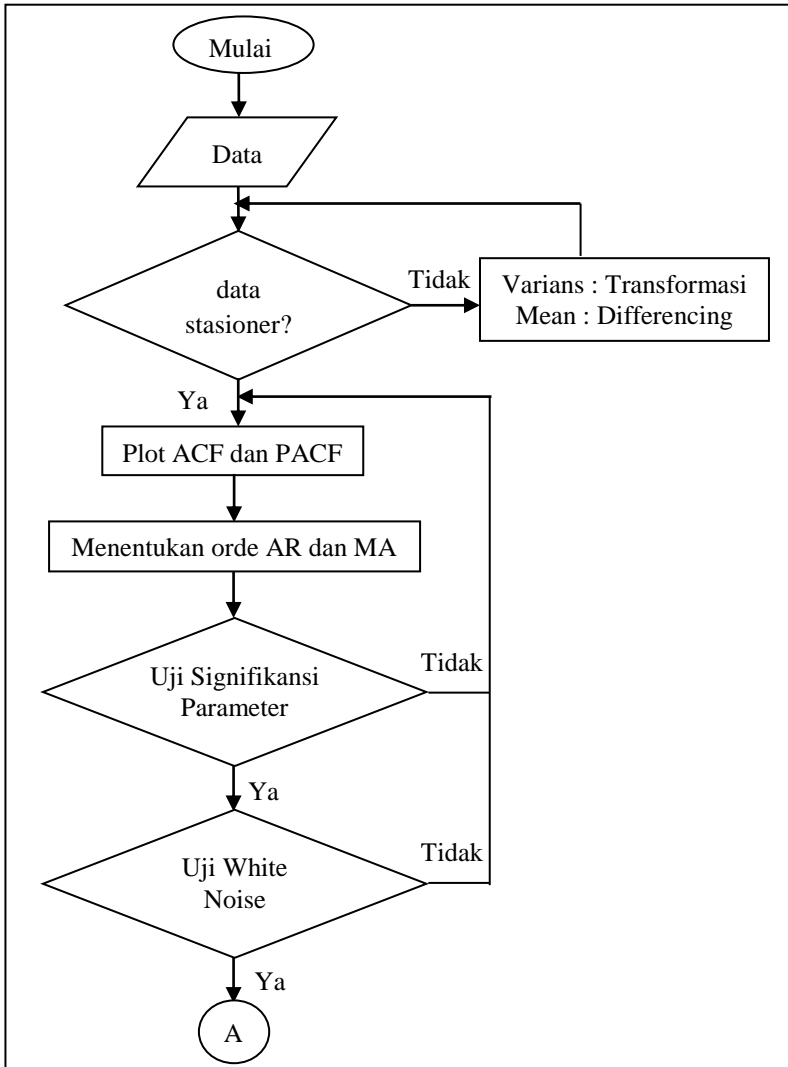 Mulai
Data
data
stasioner?
Tidak
Varians : Transformasi
Mean : Differencing
Ya
Plot ACF dan PACF
Menentukan orde AR dan MA
Uji Signifikansi
Parameter
Tidak
Ya
Uji White
Noise
Tidak
Ya
A